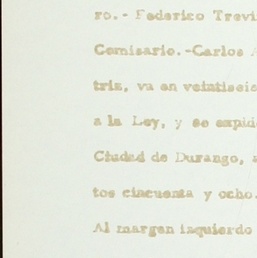 ro.- Federico Trevi
Comisario.-Carlos
tria, va en veintiseis
a la Ley, y se expid
Ciudad de Durango,
tos cincuenta y ocho.
Al margen izquierdo